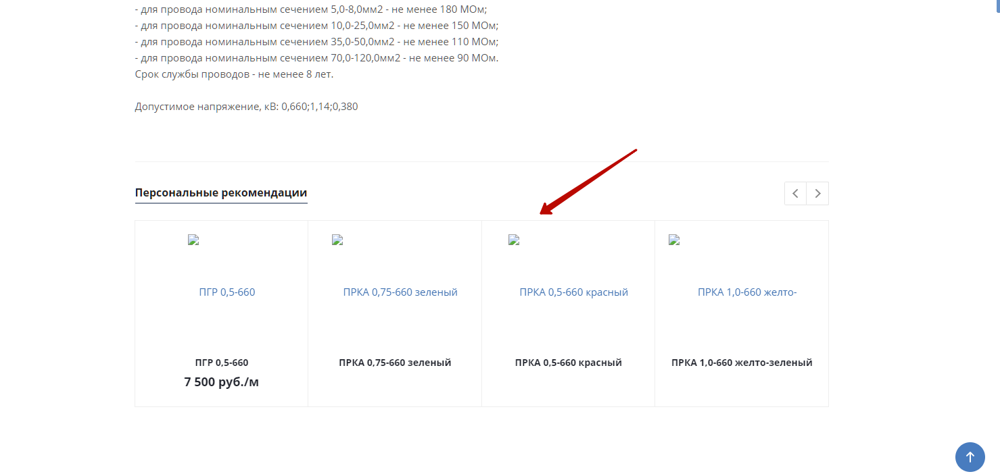 - для провода номинальным сечением 5,0-8,0мм2 - не менее 180 МОм;
- для провода номинальным сечением 10,0-25,0мм2 - не менее 150 МОм;
- для провода номинальным сечением 35,0-50,0мм2 - не менее 110 МОм;
- для провода номинальным сечением 70,0-120,0мм2 - не менее 90 МОм.
Срок службы проводов - не менее 8 лет.
Допустимое напряжение, кВ: 0,660;1,14;0,380
Персональные рекомендации
ПГР 0,5-660
ПРКА 0,75-660 зеленый
ПРКА 0,5-660 красный
ПРКА 1,0-660 желто-
ПГР 0,5-660
7 500 руб./м
ПРКА 0,75-660 зеленый
ПРКА 0,5-660 красный
ПРКА 1,0-660 желто-зеленый